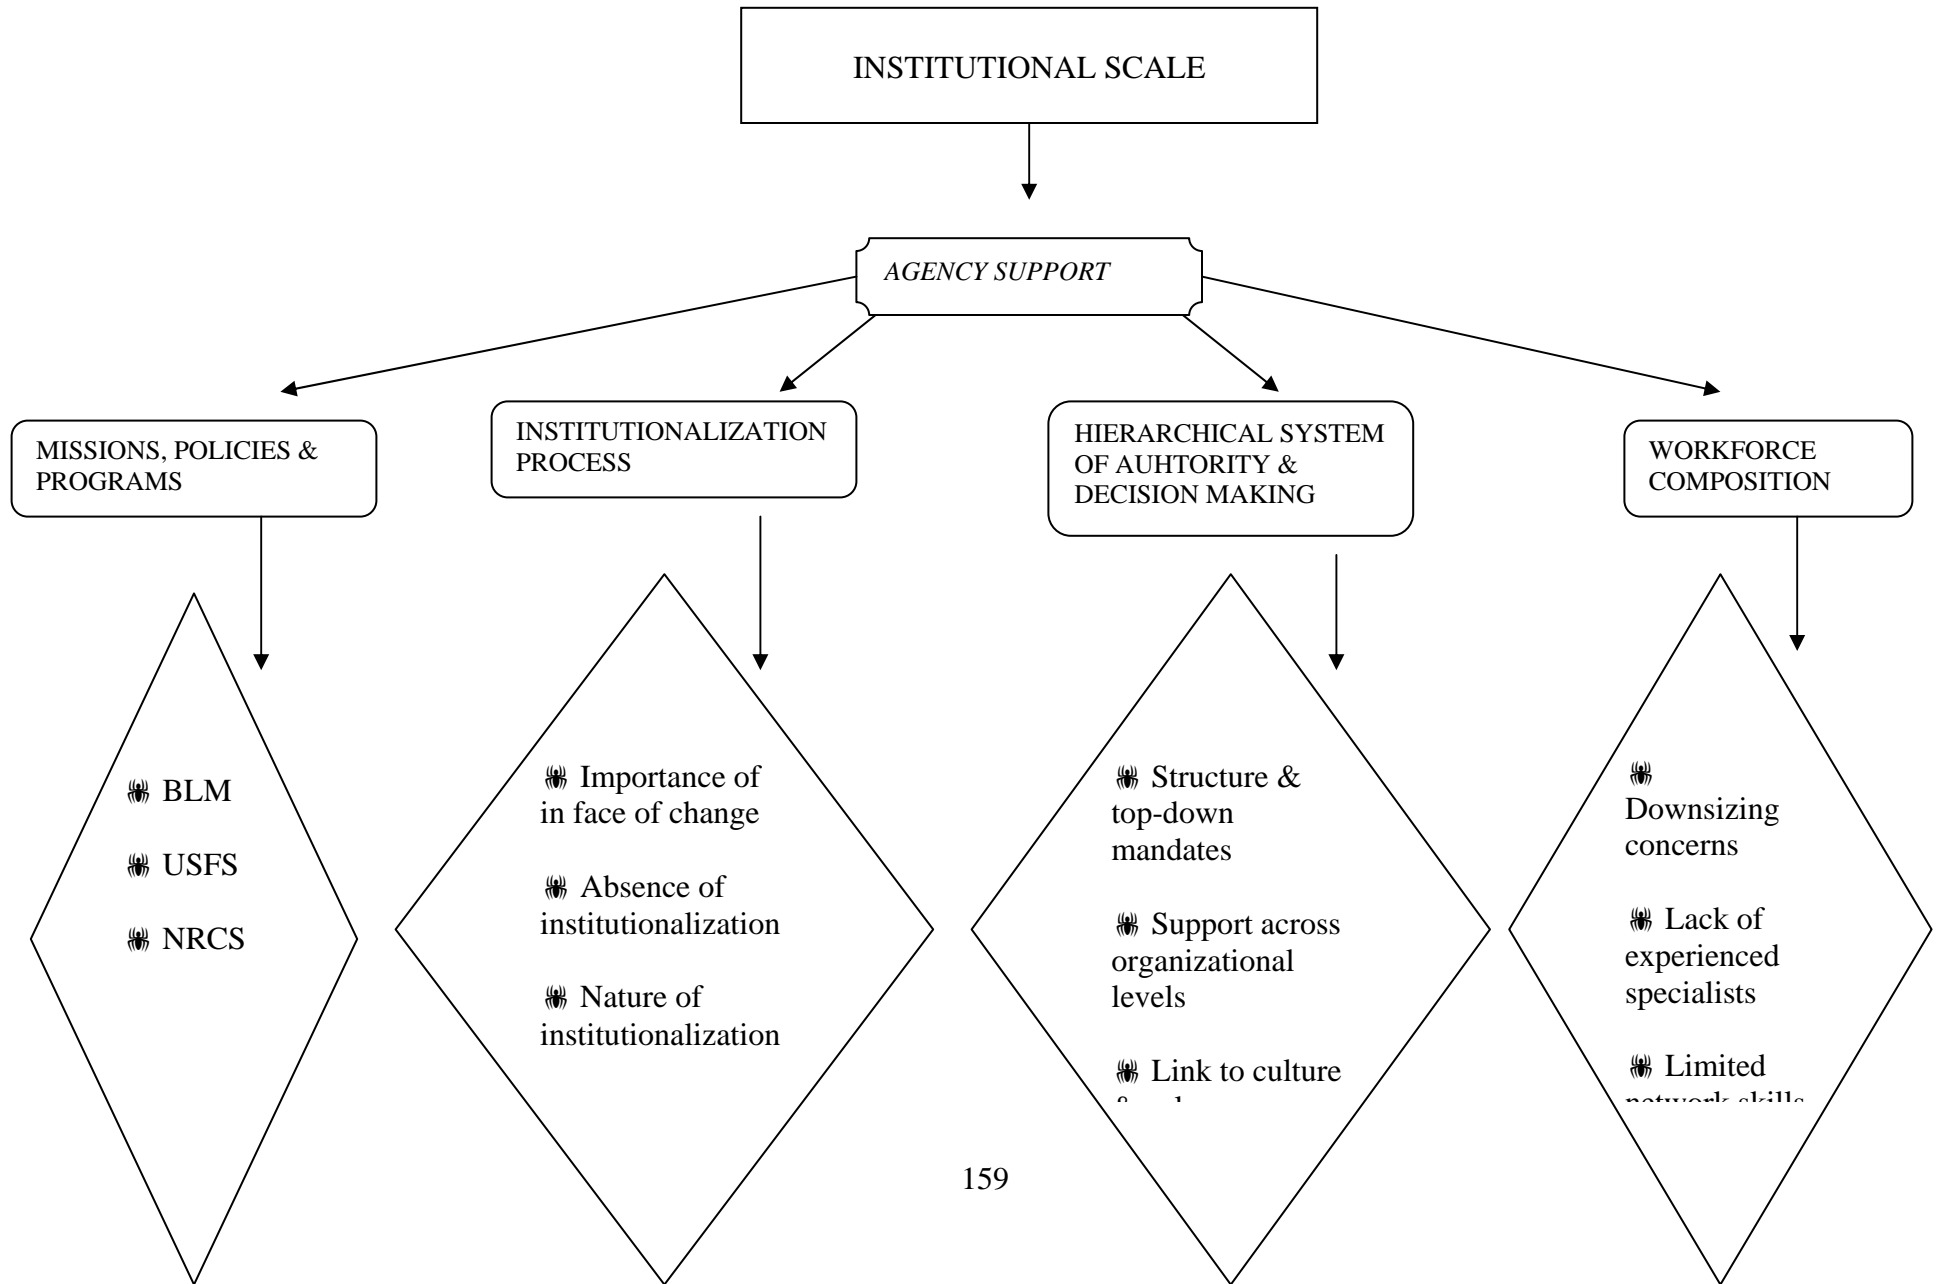 INSTITUTIONAL SCALE
AGENCY SUPPORT
MISSIONS, POLICIES &
PROGRAMS
INSTITUTIONALIZATION
PROCESS
HIERARCHICAL SYSTEM
OF AUHTORITY &
DECISION MAKING
WORKFORCE
COMPOSITION
BLM
USFS
NRCS
Importance of
in face of change
Absence of
institutionalization
Nature of
institutionalization
Structure &
top-down
mandates
Support across
organizational
levels
Link to culture
&
Downsizing
concerns
Lack of
experienced
specialists
Limited
network skills
159